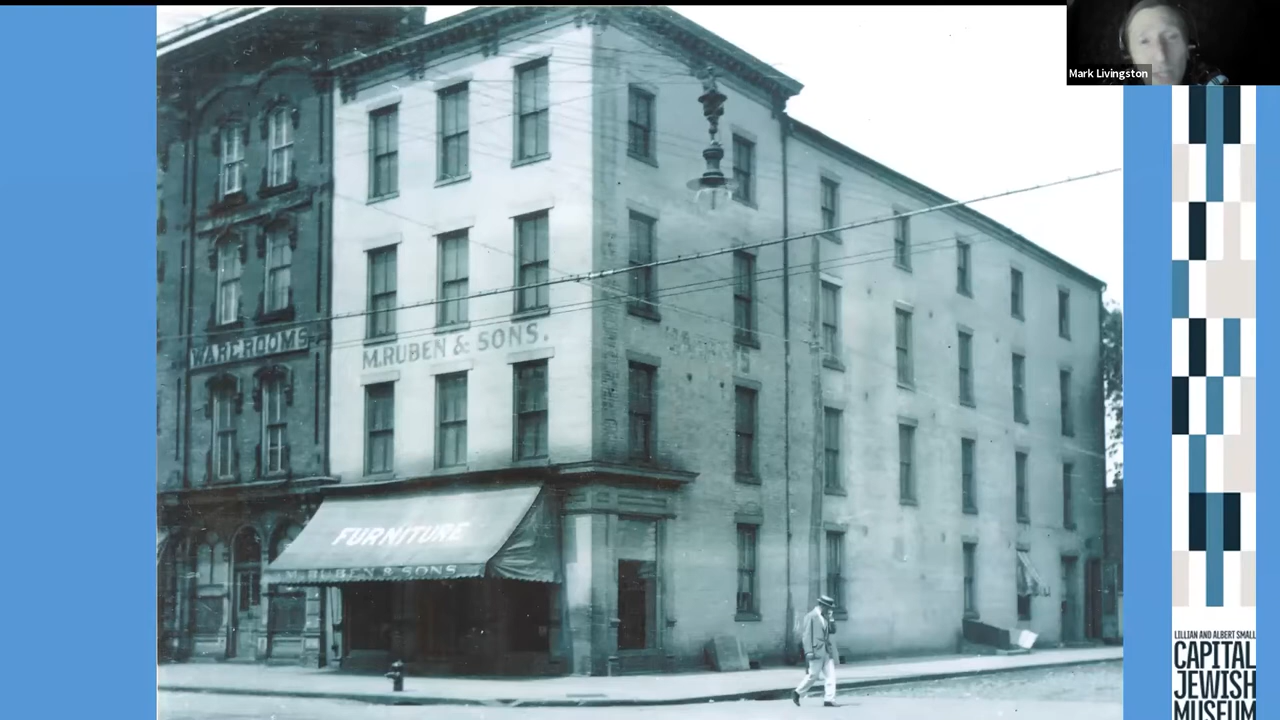 Mark Livingston
WAREROOMS
M.RUBEN & SONS.
FURNITURE
M.RUBEN & SONS
LILLIAN AND ALBERT SMALL
CAPITAL
JEWISH
MUSEUM